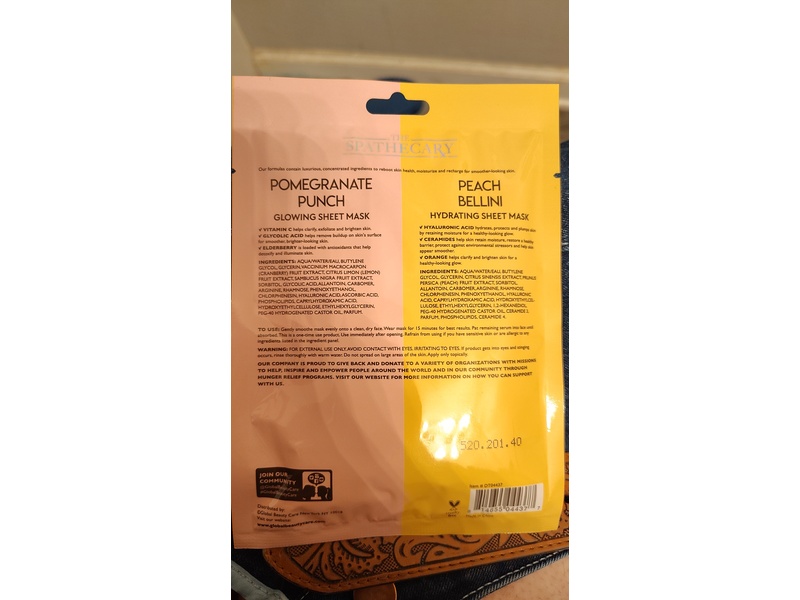 THE
SPATHECARY
Our formulas contain luxurious, concentrated ingredients to reboot skin health, moisturize and recharge for smoother-looking skin.
POMEGRANATE
PUNCH
GLOWING SHEET MASK
✓ VITAMIN C helps clarify, exfoliate and brighten skin.
✓ GLYCOLIC ACID helps remove buildup on skin's surface
for smoother, brighter-looking skin.
✓ ELDERBERRY is loaded with antioxidants that help
detoxify and illuminate skin.
INGREDIENTS: AQUA/WATER/EAU, BUTYLENE
GLYCOL, GLYCERIN, VACCINIUM MACROCARPON
(CRANBERRY) FRUIT EXTRACT, CITRUS LIMON (LEMON)
FRUIT EXTRACT, SAMBUCUS NIGRA FRUIT EXTRACT,
SORBITOL, GLYCOLIC ACID, ALLANTOIN, CARBOMER,
ARGININE, RHAMNOSE, PHENOXYETHANOL,
CHLORPHENESIN, HYALURONIC ACID, ASCORBIC ACID,
PHOSPHOLIPIDS, CAPRYLHYDROXAMIC ACID,
HYDROXYETHYLCELLULOSE, ETHYLHEXYLGLYCERIN,
PEG-40 HYDROGENATED CASTOR OIL, PARFUM.
PEACH
BELLINI
HYDRATING SHEET MASK
✓ HYALURONIC ACID hydrates, protects and plumps skin
by retaining moisture for a healthy-looking glow.
✓ CERAMIDES help skin retain moisture, restore a healthy
barrier, protect against environmental stressors and help skin
appear smoother.
✓ ORANGE helps clarify and brighten skin for a
healthy-looking glow.
INGREDIENTS: AQUA/WATER/EAU, BUTYLENE
GLYCOL, GLYCERIN, CITRUS SINENSIS EXTRACT, PRUNUS
PERSICA (PEACH) FRUIT EXTRACT, SORBITOL,
ALLANTOIN, CARBOMER, ARGININE, RHAMNOSE,
CHLORPHENESIN, PHENOXYETHANOL, HYALURONIC
ACID, CAPRYLHYDROXAMIC ACID, HYDROXYETHYLCEL-
LULOSE, ETHYLHEXYLGLYCERIN, 1,2-HEXANEDIOL,
PEG-40 HYDROGENATED CASTOR OIL, CERAMIDE 3,
PARFUM, PHOSPHOLIPIDS, CERAMIDE 4.
TO USE: Gently smooths mask evenly onto a clean, dry face. Wear mask for 15 minutes for best results. Pat remaining serum into face until
absorbed. This is a one-time use product. Use immediately after opening. Refrain from using if you have sensitive skin or are allergic to any
ingredients. Listed in the ingredient panel.
WARNING: FOR EXTERNAL USE ONLY. AVOID CONTACT WITH EYES. IRRITATING TO EYES. If product gets into eyes and stinging
occurs, rinse thoroughly with warm water. Do not spread on large areas of the skin. Apply only topically.
OUR COMPANY IS PROUD TO GIVE BACK AND DONATE TO A VARIETY OF ORGANIZATIONS WITH MISSIONS
TO HELP, INSPIRE AND EMPOWER PEOPLE AROUND THE WORLD AND IN OUR COMMUNITY THROUGH
HUNGER RELIEF PROGRAMS. VISIT OUR WEBSITE FOR MORE INFORMATION ON HOW YOU CAN SUPPORT
WITH US.
520.201.40
JOIN OUR
COMMUNITY
Distributed by:
Visit our website:
www.globalbeautycare.com